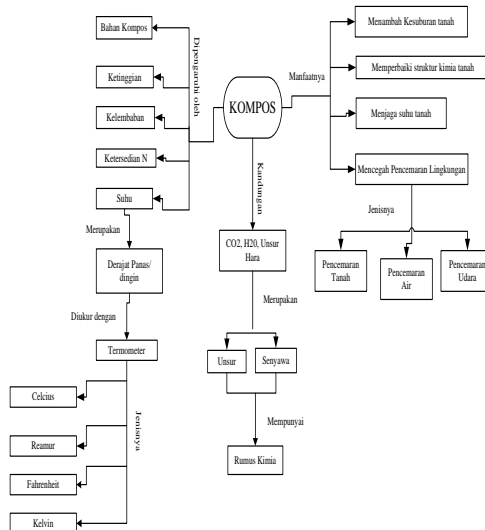 KOMPOS
Dipengaruhi oleh
Bahan Kompos
Ketinggian
Kelembaban
Ketersedian N
Suhu
Merupakan
Derajat Panas/
dingin
Diukur dengan
Termometer
Jenisnya
Celcius
Reamur
Fahrenheit
Kelvin
Kandungan
CO2, H20, Unsur
Hara
Merupakan
Unsur
Senyawa
Mempunyai
Rumus Kimia
Manfaatnya
Menambah Kesuburan tanah
Memperbaiki struktur kimia tanah
Menjaga suhu tanah
Mencegah Pencemaran Lingkungan
Jenisnya
Pencemaran
Tanah
Pencemaran
Air
Pencemaran
Udara